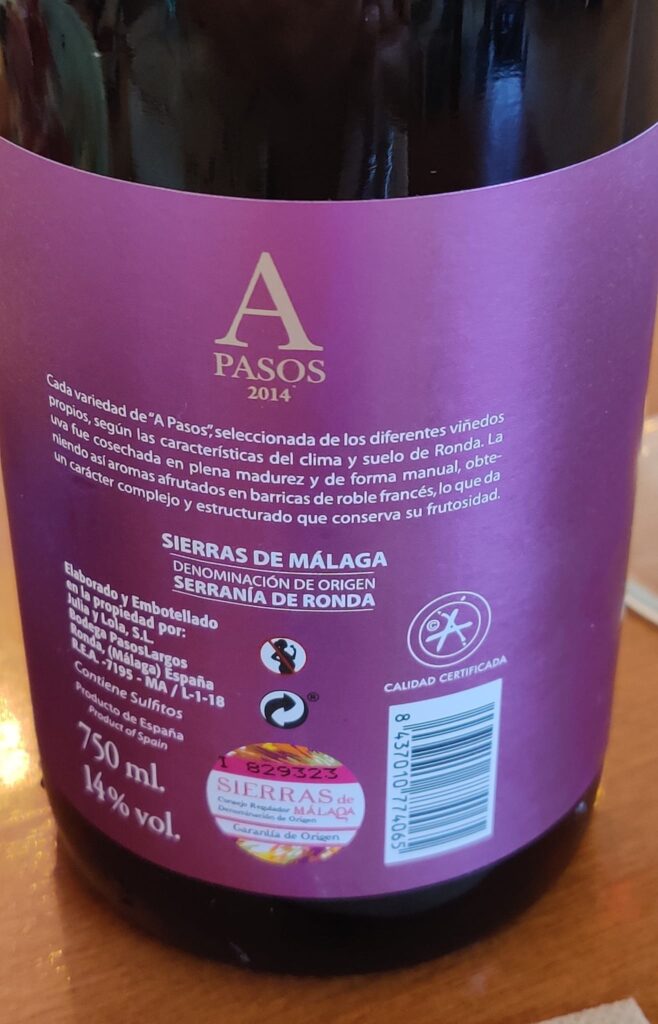 A
PASOS
2014
Cada variedad de "A Pasos", seleccionada de los diferentes viñedos
propios, según las características del clima y suelo de Ronda. La
uva fue cosechada en plena madurez y de forma manual, obte-
niendo así aromas afrutados en barricas de roble francés, lo que da
un carácter complejo y estructurado que conserva su frutosidad.
SIERRAS DE MÁLAGA
DENOMINACIÓN DE ORIGEN
SERRANÍA DE RONDA
Elaborado y Embotellado
en la propiedad por:
Julia y Lola, S.L.
Bodega PasosLargos
Ronda, (Málaga) España
R.E.A -7195 - MA / L-1-18
Contiene Sulfitos
Producto de España
Product of Spain
750 ml.
14% vol.
®
1 829323
SIERRAS de
MÁLAGA
Consejo Regulador
Denominación de Origen
Garantía de Origen
©
CALIDAD CERTIFICADA
8 437010 774065